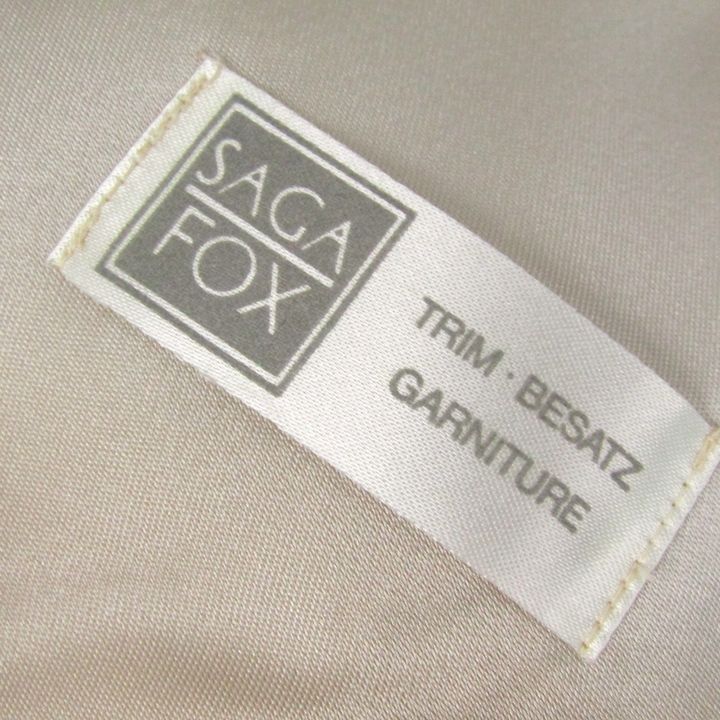 SAGA
FOX
TRIM · BESATZ
GARNITURE